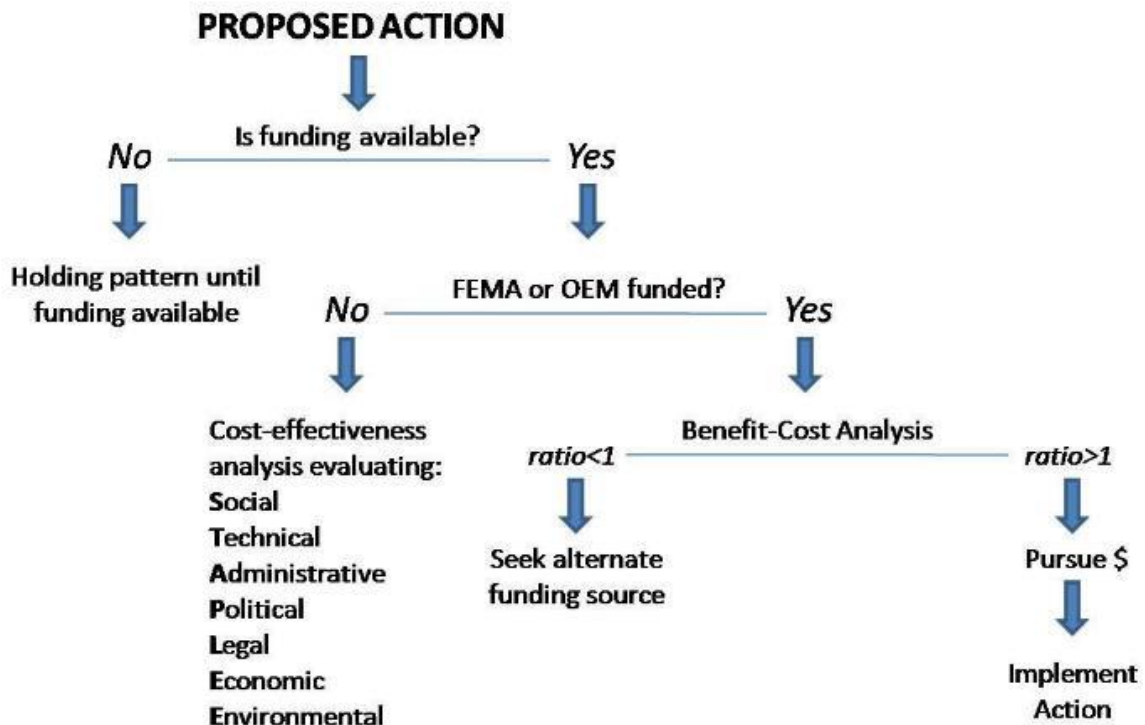 PROPOSED ACTION
Is funding available?
No
Yes
Holding pattern until
funding available
FEMA or OEM funded?
No
Yes
Cost-effectiveness
analysis evaluating:
Social
Technical
Administrative
Political
Legal
Economic
Environmental
Benefit-Cost Analysis
ratio<1
ratio>1
Seek alternate
funding source
Pursue $
Implement
Action